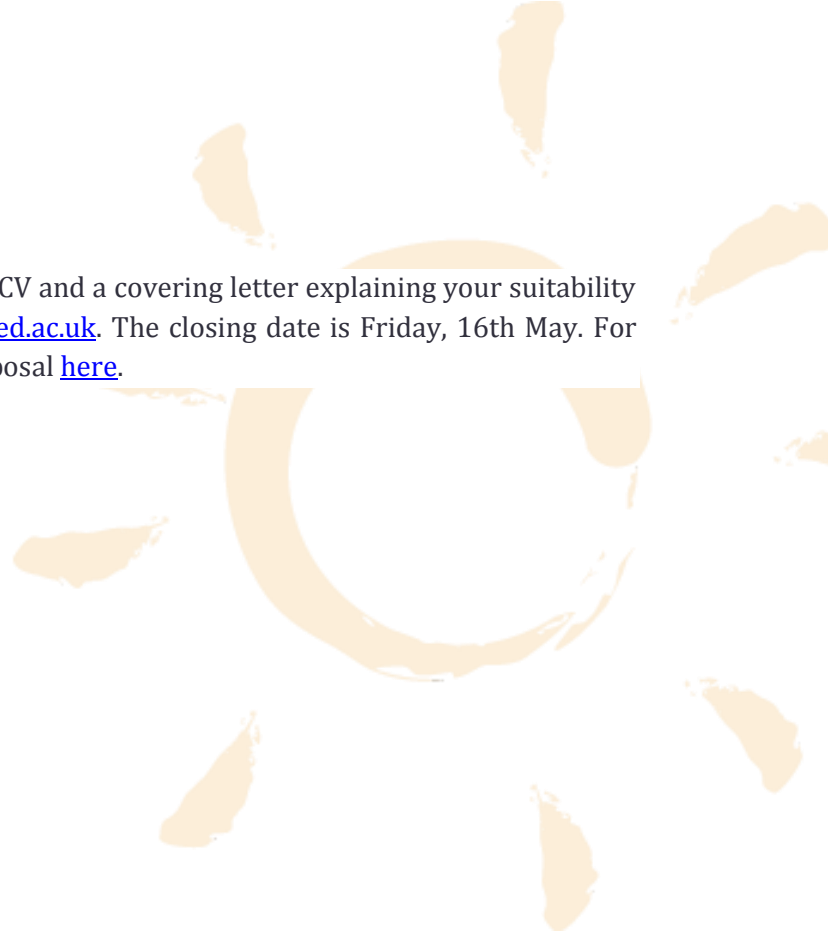 CV and a covering letter explaining your suitability
ed.ac.uk. The closing date is Friday, 16th May. For
posal here.